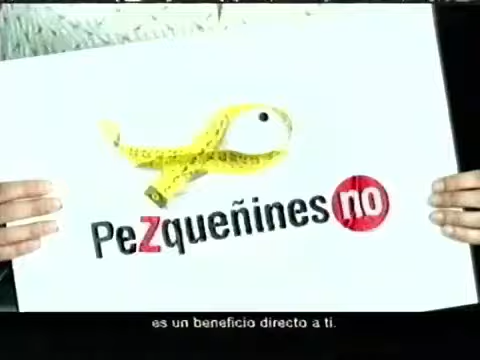 PeZqueñines no
es un beneficio directo a ti.